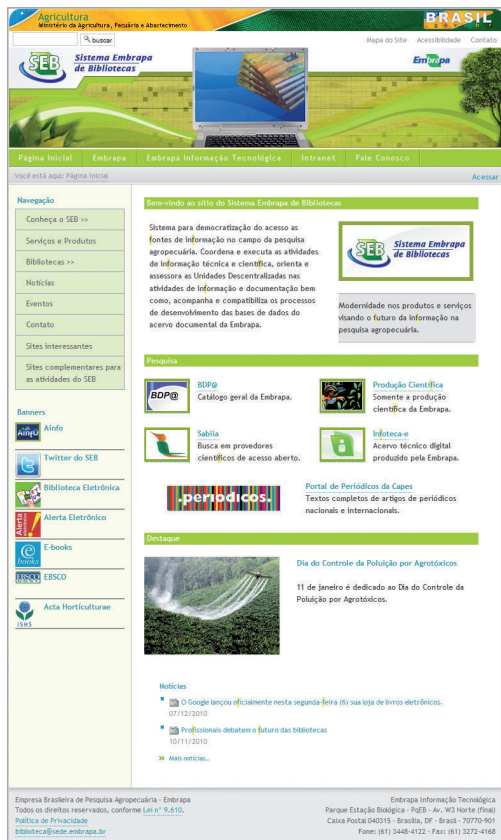 Agricultura
Ministério da Agricultura, Pecuária e Abastecimento
BRASIL
buscar
Mapa do Site Acessibilidade Contato
SEB Sistema Embrapa
de Bibliotecas
Embrapa
Página Inicial Embrapa Embrapa Informação Tecnológica Intranet Fale Conosco
Você está aqui: Página Inicial
Acessar
Navegação
Conheça o SEB >>
Serviços e Produtos
Bibliotecas >>
Notícias
Eventos
Contato
Sites interessantes
Sites complementares para
as atividades do SEB
Banners
Ainfo
Ainfo
Twitter do SEB
Biblioteca Eletrônica
Alerta
Alerta Eletrônico
e
books
E-books
EBSCO
EBSCO
ISHS
Acta Horticulturae
Bem-vindo ao sítio do Sistema Embrapa de Bibliotecas
Sistema para democratização do acesso as
fontes de informação no campo da pesquisa
agropecuária. Coordena e executa as atividades
de informação técnica e científica, orienta e
assessora as Unidades Descentralizadas nas
atividades de informação e documentação bem
como, acompanha e compatibiliza os processos
de desenvolvimento das bases de dados do
acervo documental da Embrapa.
SEB Sistema Embrapa
de Bibliotecas
Modernidade nos produtos e serviços
visando o futuro da informação na
pesquisa agropecuária.
Pesquisa
BDP@
BDP@
Catálogo geral da Embrapa.
Produção Científica
Somente a produção
científica da Embrapa.
Sabiia
Busca em provedores
científicos de acesso aberto.
Infoteca-e
Acervo técnico digital
produzido pela Embrapa.
.periodicos.
Portal de Periódicos da Capes
Textos completos de artigos de periódicos
nacionais e internacionais.
Destaque
Dia do Controle da Poluição por Agrotóxicos
11 de janeiro é dedicado ao Dia do Controle da
Poluição por Agrotóxicos.
Notícias
O Google lançou oficialmente nesta segunda-feira (6) sua loja de livros eletrônicos.
07/12/2010
Profissionais debatem o futuro das bibliotecas
10/11/2010
Mais notícias...
Empresa Brasileira de Pesquisa Agropecuária - Embrapa
Todos os direitos reservados, conforme Lei n° 9.610.
Política de Privacidade
biblioteca@sede.embrapa.br
Embrapa Informação Tecnológica
Parque Estação Biológica - PqEB - Av. W3 Norte (final)
Caixa Postal 040315 - Brasília, DF - Brasil - 70770-901
Fone: (61) 3448-4122 - Fax: (61) 3272-4168